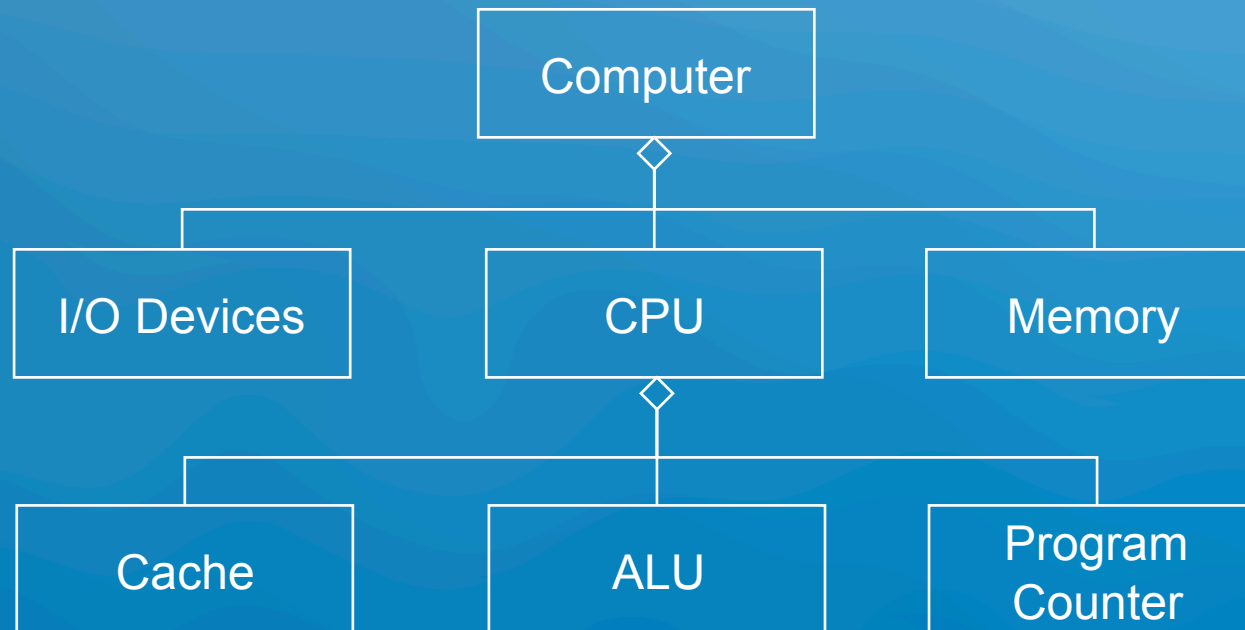 Computer
I/O Devices
CPU
Memory
Cache
ALU
Program
Counter